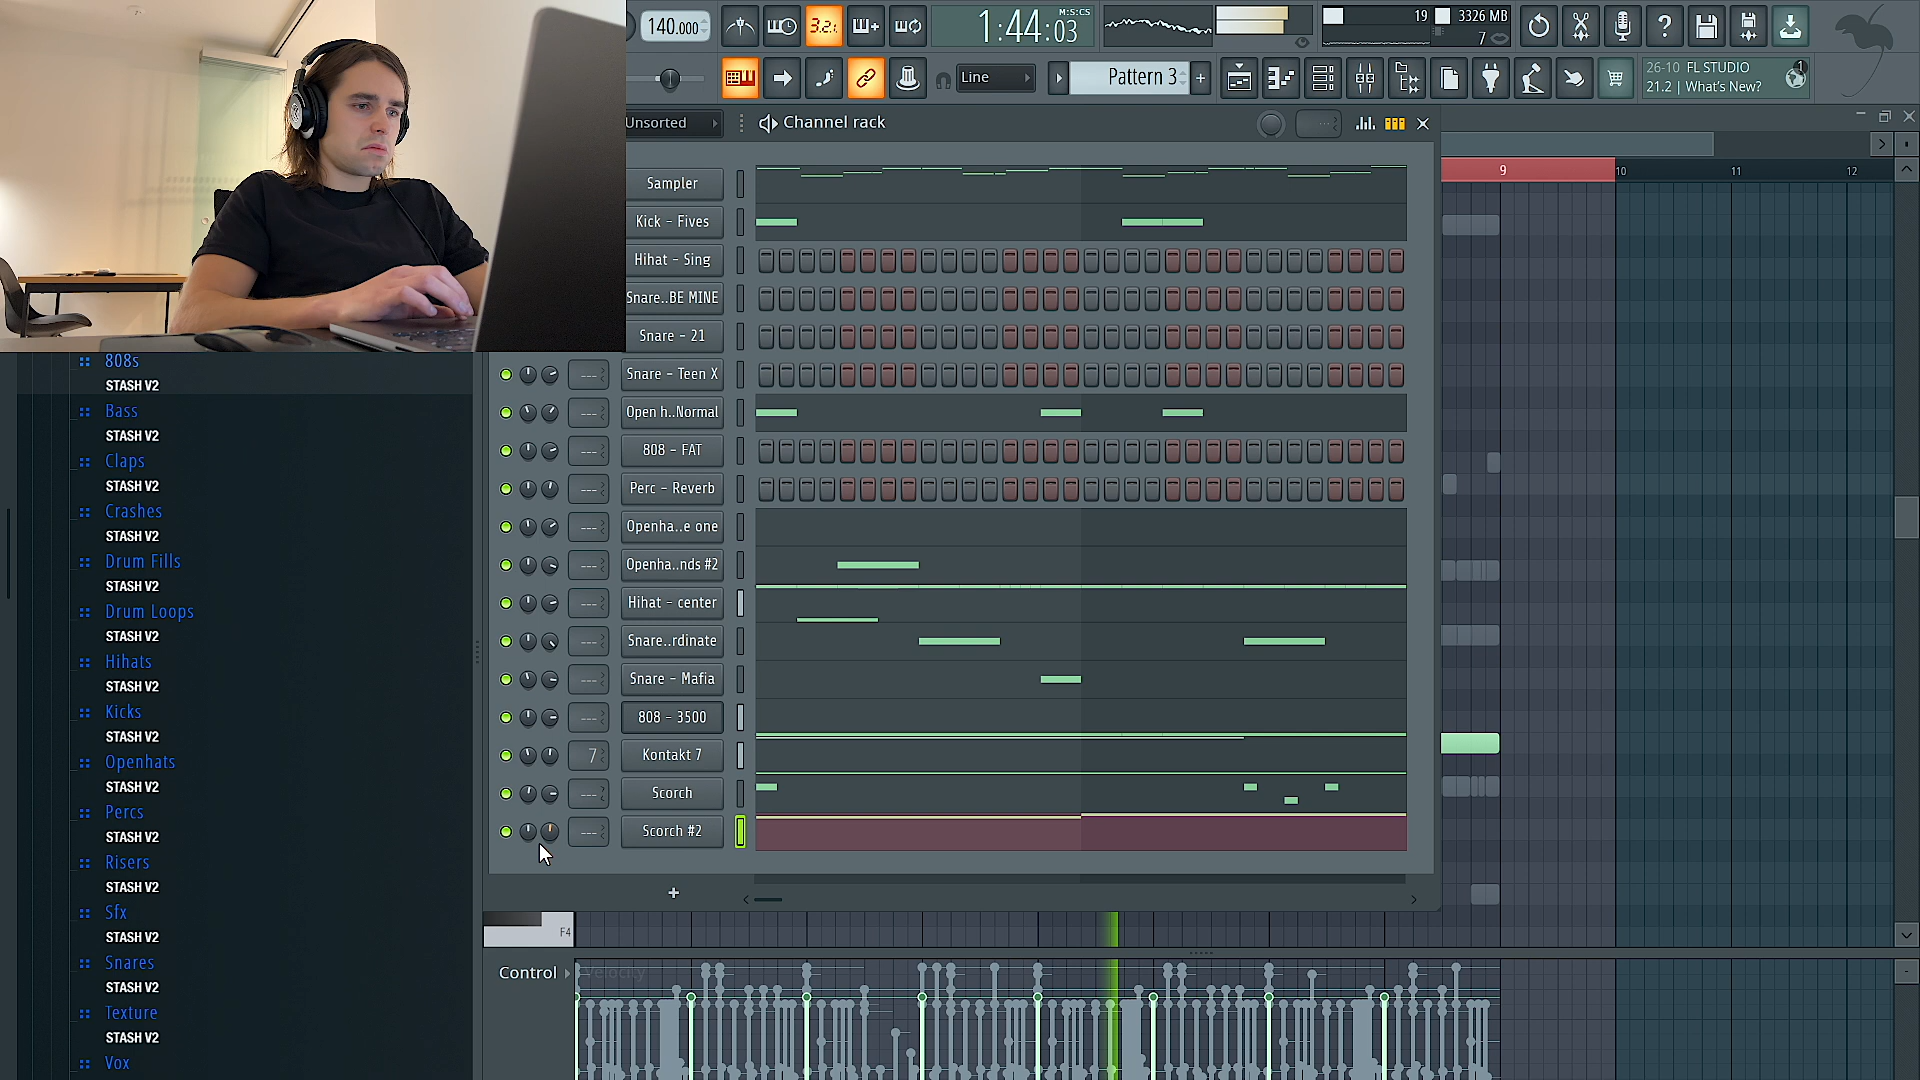 140.000
3.2.
1:44:03
M:S:CS
19
3326 MB
7
Line
Pattern 3
+
26-10 FL STUDIO
21.2 | What's New?
1
Unsorted
Channel rack
9
10
11
12
Sampler
Kick - Fives
Hihat - Sing
Snare..BE MINE
Snare - 21
Snare - Teen X
Open h..Normal
808 - FAT
Perc - Reverb
Openha..e one
Openha..nds #2
Hihat - center
Snare..rdinate
Snare - Mafia
808 - 3500
7
Kontakt 7
Scorch
Scorch #2
+
F4
Control
Velocity
808s
STASH V2
Bass
STASH V2
Claps
STASH V2
Crashes
STASH V2
Drum Fills
STASH V2
Drum Loops
STASH V2
Hihats
STASH V2
Kicks
STASH V2
Openhats
STASH V2
Percs
STASH V2
Risers
STASH V2
Sfx
STASH V2
Snares
STASH V2
Texture
STASH V2
Vox